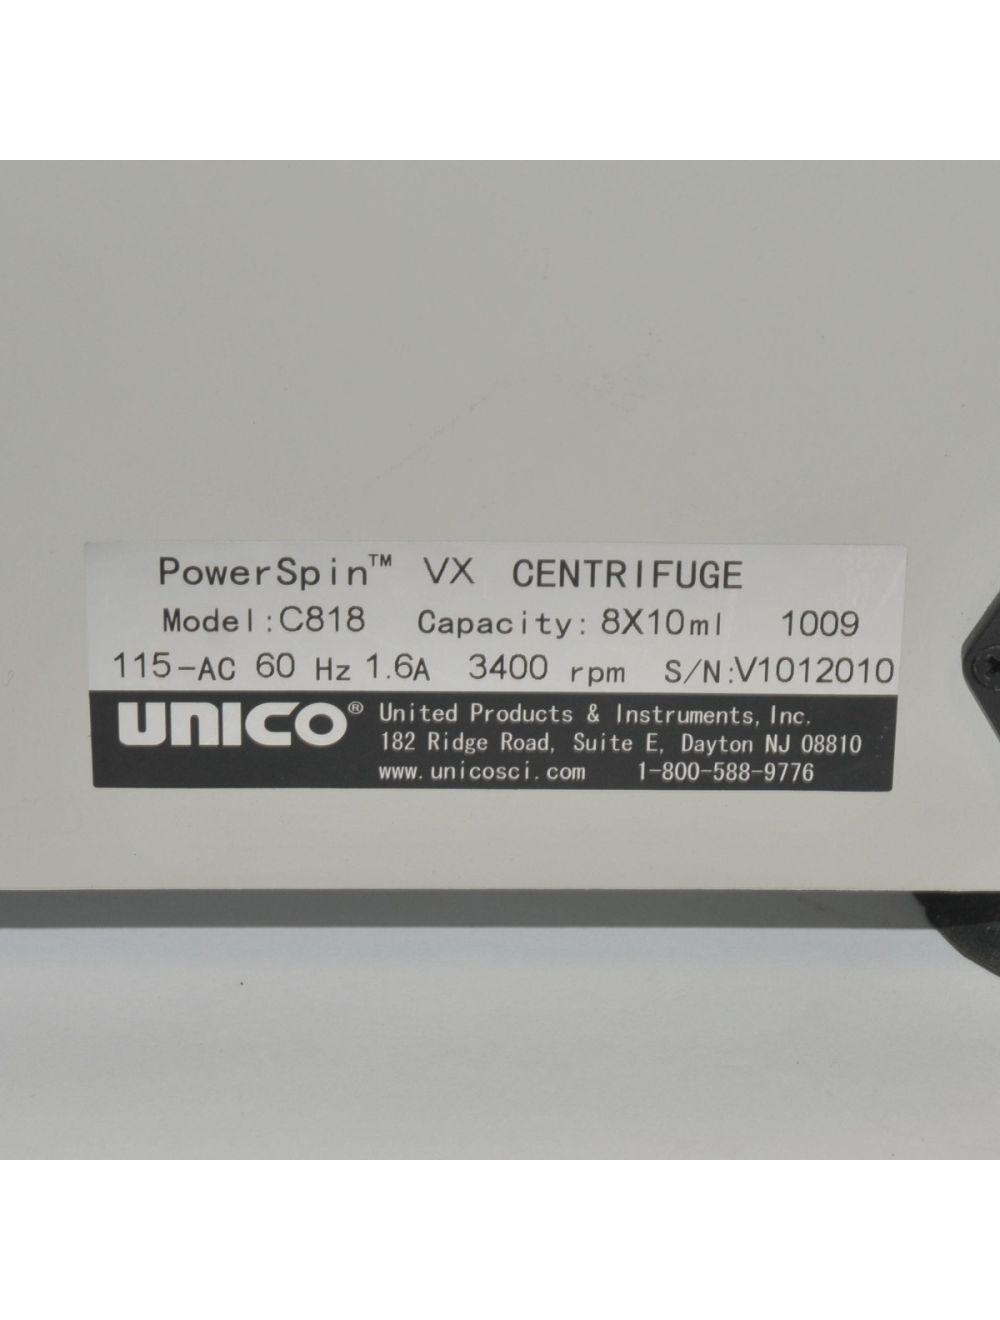 PowerSpin™ VX CENTRIFUGE
Model:C818 Capacity: 8X10ml 1009
115-AC 60 Hz 1.6A 3400 rpm S/N:V1012010
UNICO® United Products & Instruments, Inc.
182 Ridge Road, Suite E, Dayton NJ 08810
www.unicosci.com 1-800-588-9776